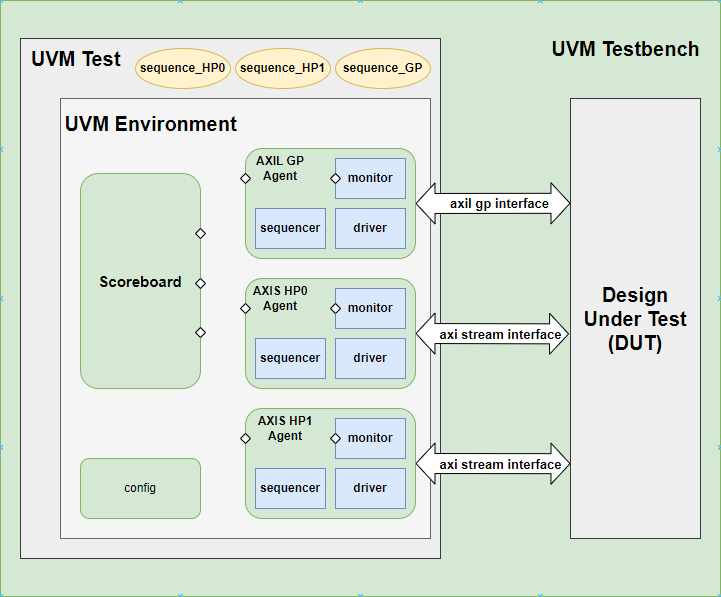 UVM Testbench
UVM Test
sequence_HP0
sequence_HP1
sequence_GP
UVM Environment
Scoreboard
config
AXIL GP
Agent
monitor
sequencer
driver
AXIS HP0
Agent
monitor
sequencer
driver
AXIS HP1
Agent
monitor
sequencer
driver
axil gp interface
axi stream interface
axi stream interface
Design
Under Test
(DUT)